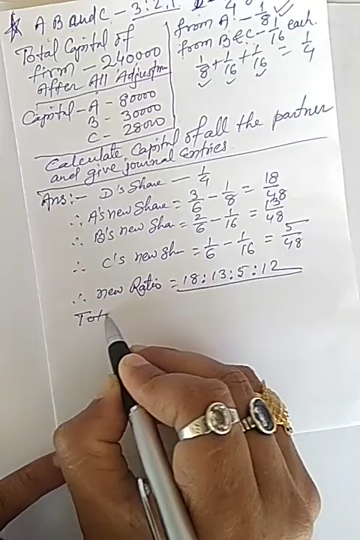 A B and C - 3:2:1
from A - 1/8
from B & C - 1/16 each.
1/8 + 1/16 + 1/16 = 1/4
Total Capital of
firm - 240000
After All Adjustmen
Capital - A - 80000
B - 30000
C - 28000
Calculate Capital of all the partner
and give journal Entries
Ans:- D's Share - 1/4
∴ A's new Share = 3/6 - 1/8 = 18/48
∴ B's new Sha = 2/6 - 1/16 = 13/48
∴ C's new Sh = 1/6 - 1/16 = 5/48
∴ new Ratio = 18:13:5:12
Tot